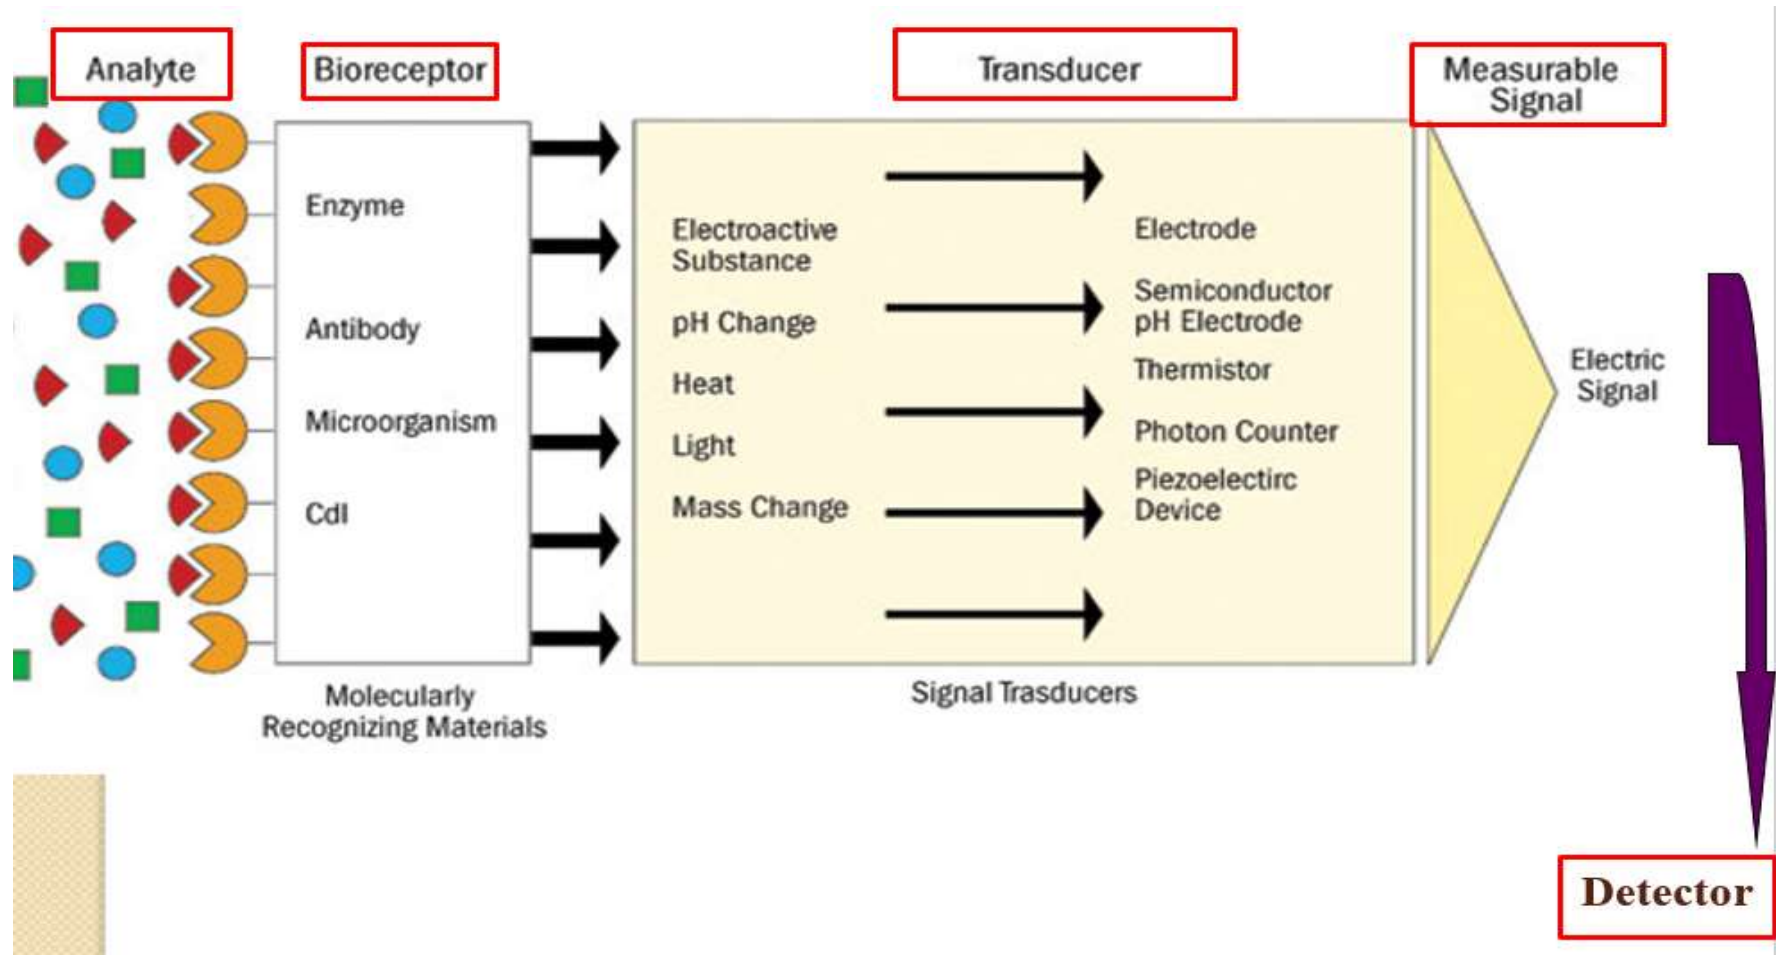 Analyte
Bioreceptor
Transducer
Measurable
Signal
Enzyme
Antibody
Microorganism
Cdl
Molecularly
Recognizing Materials
Electroactive
Substance
pH Change
Heat
Light
Mass Change
Electrode
Semiconductor
pH Electrode
Thermistor
Photon Counter
Piezoelectirc
Device
Signal Trasducers
Electric
Signal
Detector